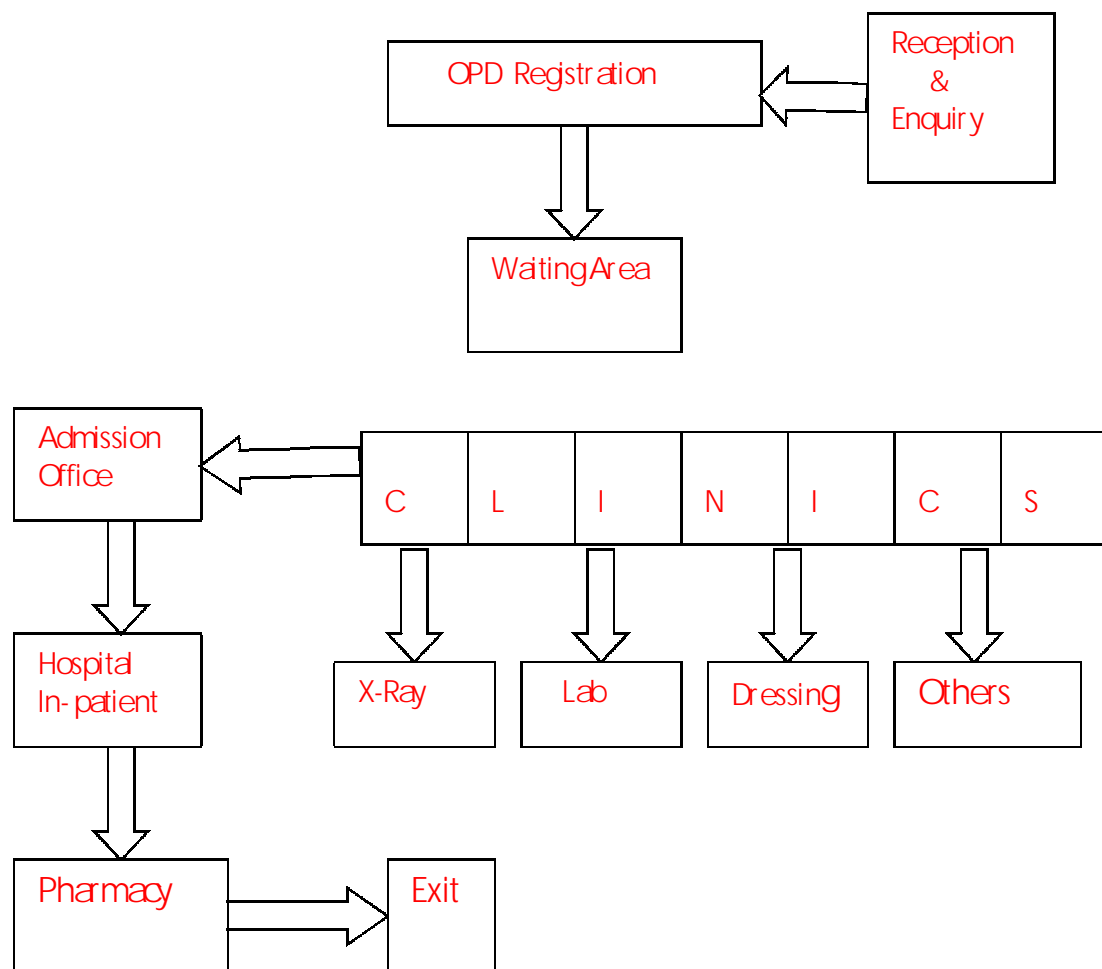 OPD Registration
Reception
&
Enquiry
Waiting Area
Admission
Office
C L I N I C S
Hospital
In-patient
X-Ray
Lab
Dressing
Others
Pharmacy
Exit